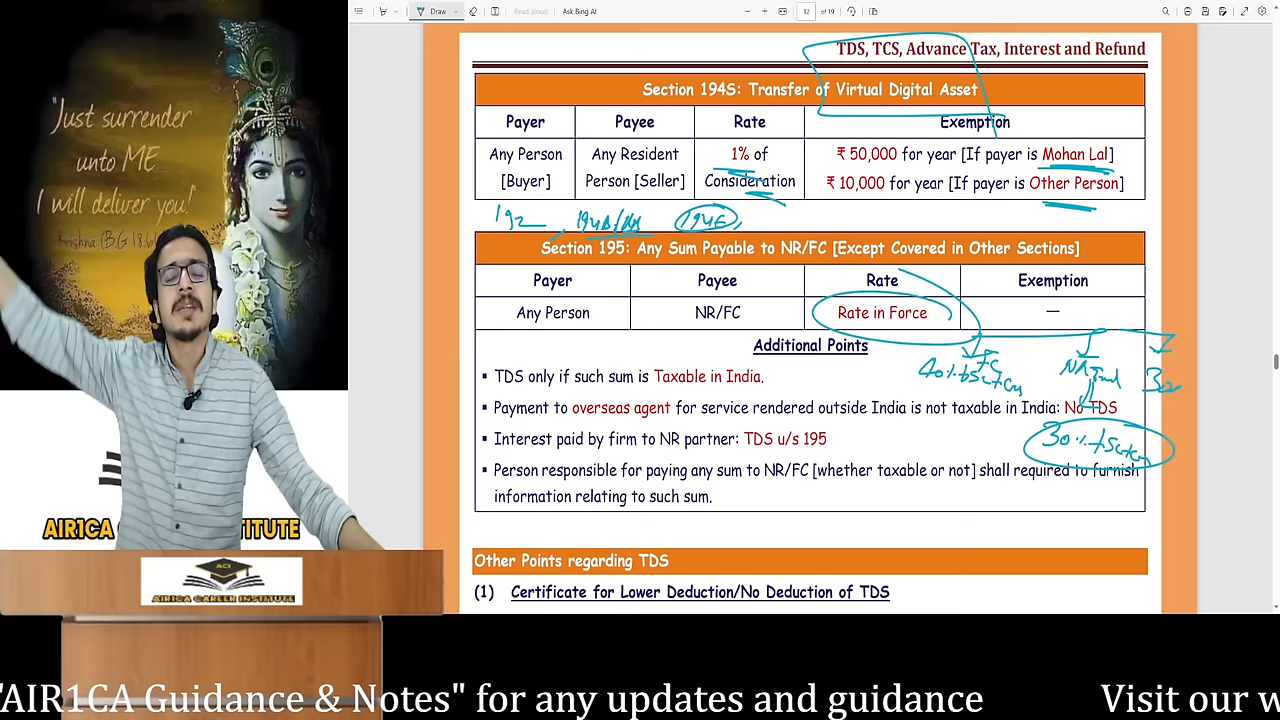 Draw
Read aloud
Ask Bing AI
12 of 19
"Just surrender
unto ME
I will deliver you!"
Krishna (BG 18:6
AIR1CA
ITUTE
ACI
AIR1CA CAREER INSTITUTE
TDS, TCS, Advance Tax, Interest and Refund
Section 194S: Transfer of Virtual Digital Asset
Payer Payee Rate Exemption
Any Person [Buyer] Any Resident Person [Seller] 1% of Consideration ₹ 50,000 for year [If payer is Mohan Lal]
₹ 10,000 for year [If payer is Other Person]
192 194E,
Section 195: Any Sum Payable to NR/FC [Except Covered in Other Sections]
Payer Payee Rate Exemption
Any Person NR/FC Rate in Force —
Additional Points
FC
▪ TDS only if such sum is Taxable in India.
▪ Payment to overseas agent for service rendered outside India is not taxable in India: No TDS
▪ Interest paid by firm to NR partner: TDS u/s 195
▪ Person responsible for paying any sum to NR/FC [whether taxable or not] shall required to furnish
information relating to such sum.
Other Points regarding TDS
(1) Certificate for Lower Deduction/No Deduction of TDS
"AIR1CA Guidance & Notes" for any updates and guidance Visit our w